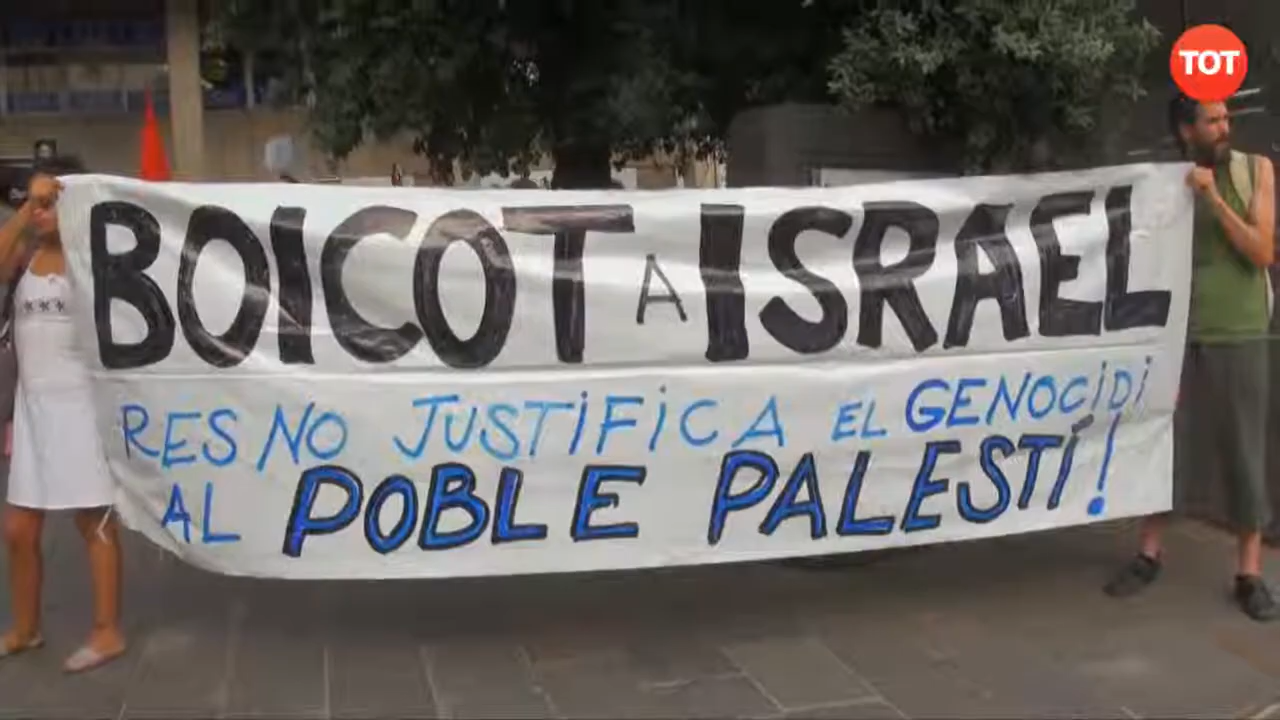 TOT
BOICOT A ISRAEL
RES NO JUSTIFICA EL GENOCIDI
AL POBLE PALESTÍ!